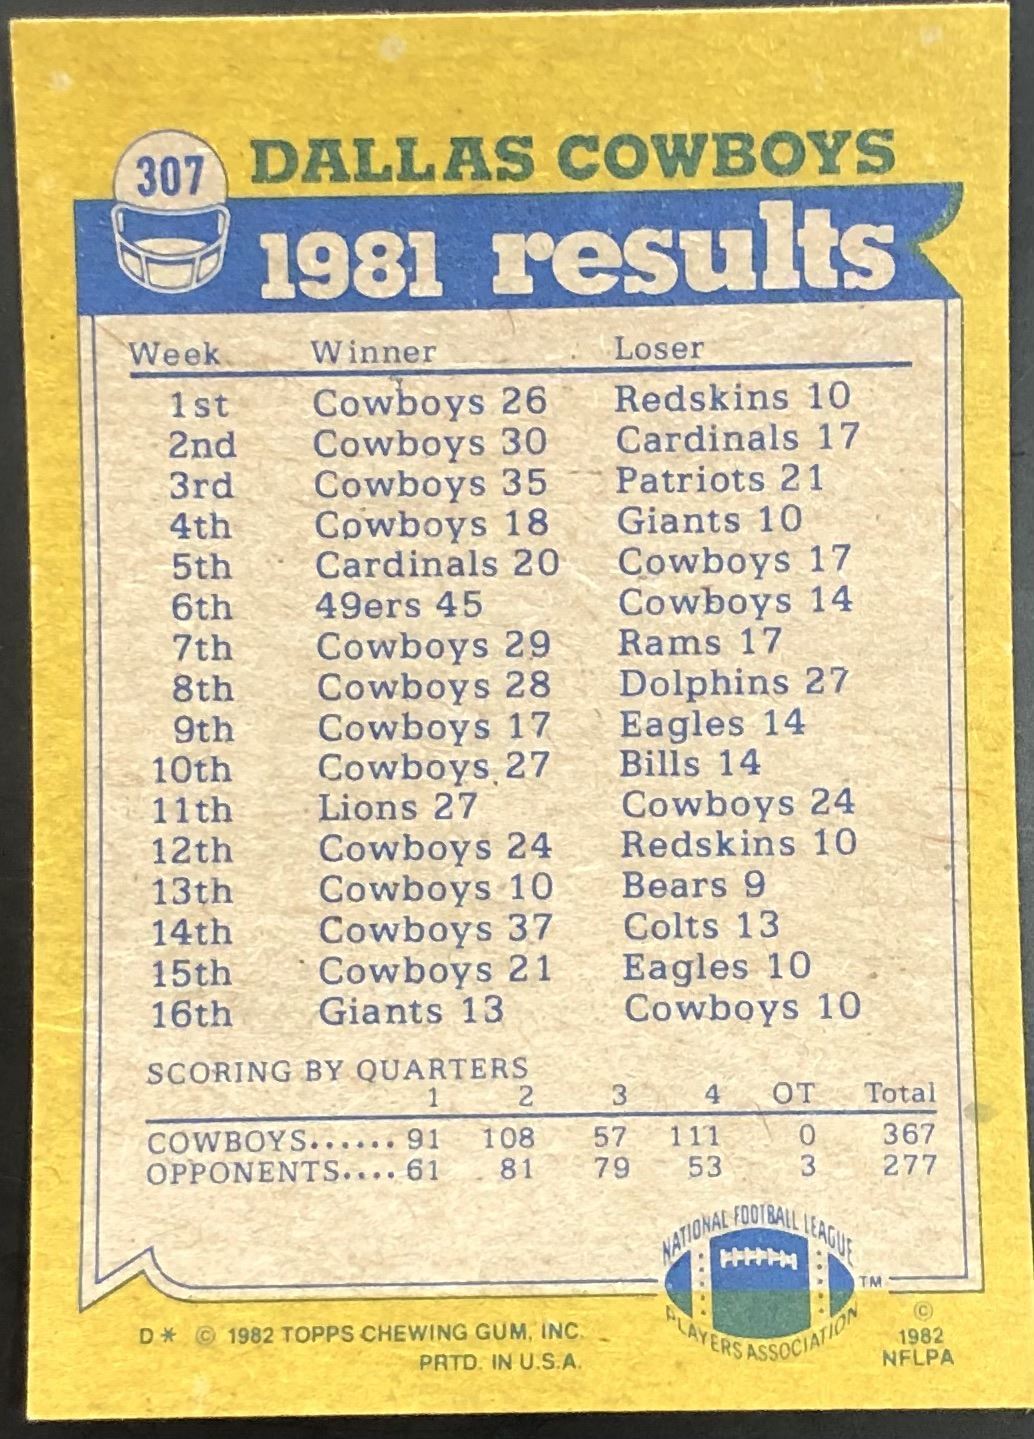 307
DALLAS COWBOYS
1981 results
Week Winner Loser
1st Cowboys 26 Redskins 10
2nd Cowboys 30 Cardinals 17
3rd Cowboys 35 Patriots 21
4th Cowboys 18 Giants 10
5th Cardinals 20 Cowboys 17
6th 49ers 45 Cowboys 14
7th Cowboys 29 Rams 17
8th Cowboys 28 Dolphins 27
9th Cowboys 17 Eagles 14
10th Cowboys 27 Bills 14
11th Lions 27 Cowboys 24
12th Cowboys 24 Redskins 10
13th Cowboys 10 Bears 9
14th Cowboys 37 Colts 13
15th Cowboys 21 Eagles 10
16th Giants 13 Cowboys 10
SCORING BY QUARTERS
1 2 3 4 OT Total
COWBOYS...... 91 108 57 111 0 367
OPPONENTS.... 61 81 79 53 3 277
NATIONAL FOOTBALL LEAGUE
PLAYERS ASSOCIATION
TM
D* © 1982 TOPPS CHEWING GUM, INC.
PRTD. IN U.S.A.
©
1982
NFLPA